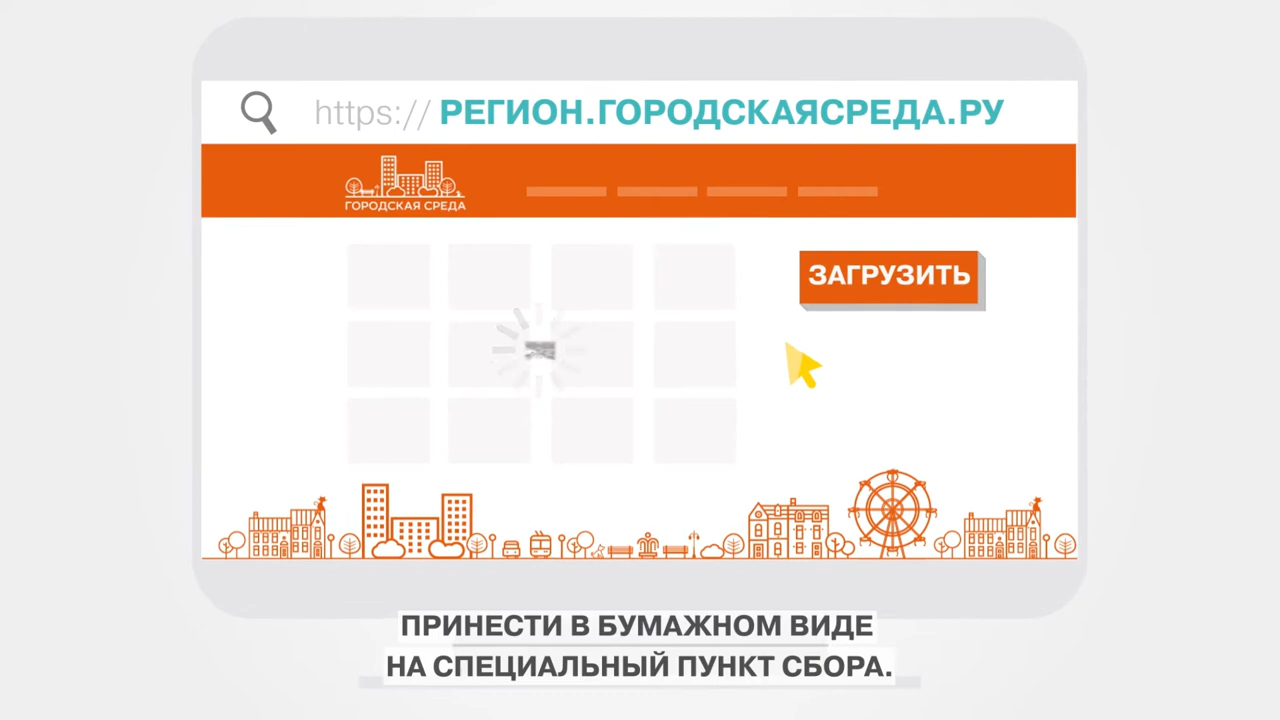 https:// РЕГИОН.ГОРОДСКАЯСРЕДА.РУ
ГОРОДСКАЯ СРЕДА
ЗАГРУЗИТЬ
ПРИНЕСТИ В БУМАЖНОМ ВИДЕ
НА СПЕЦИАЛЬНЫЙ ПУНКТ СБОРА.